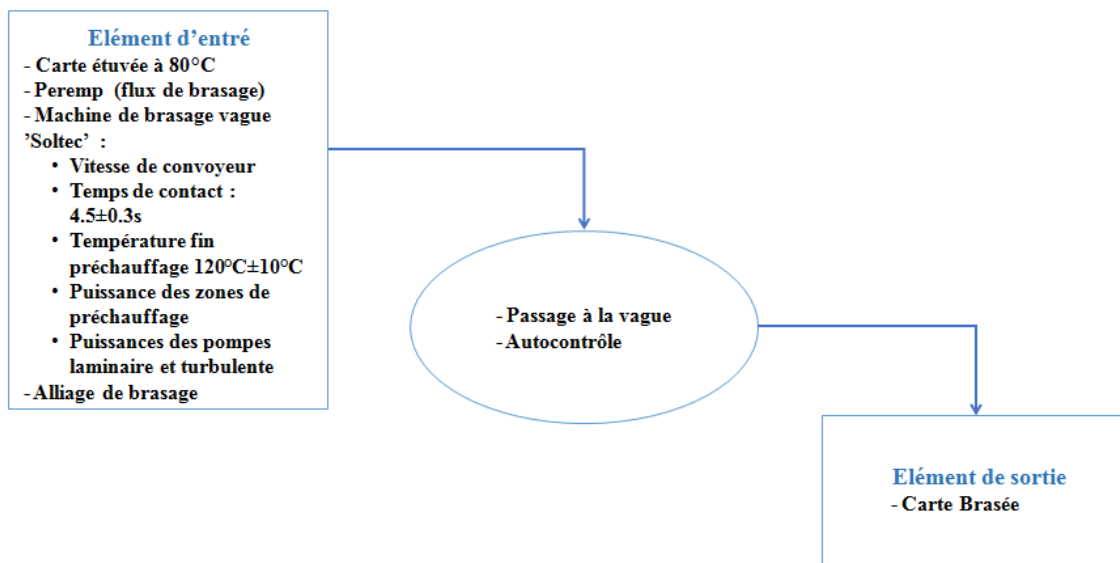 Elément d’entré
- Carte étuvée à 80°C
- Peremp (flux de brasage)
- Machine de brasage vague
’Soltec’ :
• Vitesse de convoyeur
• Temps de contact :
4.5±0.3s
• Température fin
préchauffage 120°C±10°C
• Puissance des zones de
préchauffage
• Puissances des pompes
laminaire et turbulente
- Alliage de brasage
- Passage à la vague
- Autocontrôle
Elément de sortie
- Carte Brasée